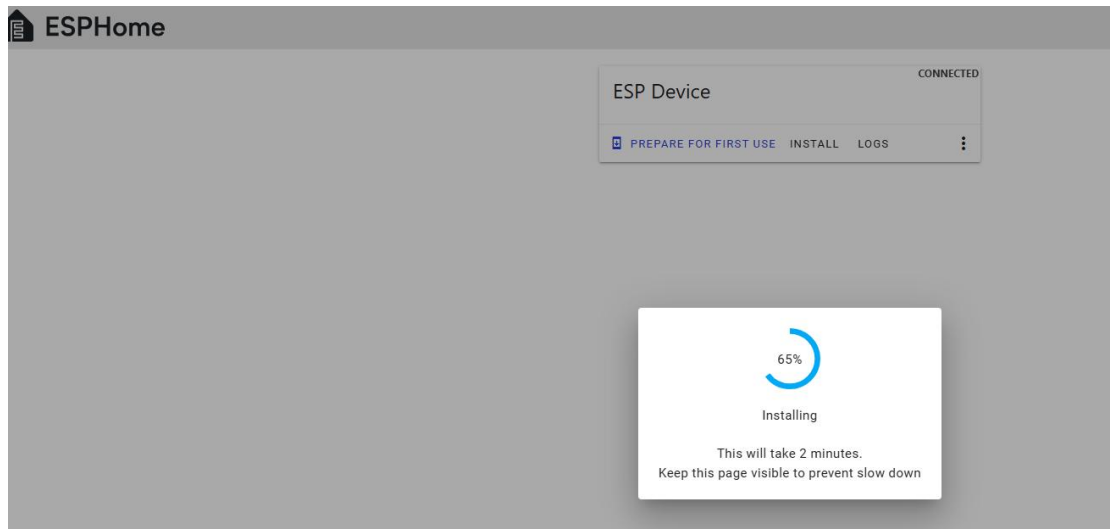 ESPHome
CONNECTED
ESP Device
PREPARE FOR FIRST USE INSTALL LOGS
65%
Installing
This will take 2 minutes.
Keep this page visible to prevent slow down